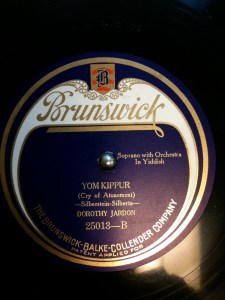 B
Brunswick
Soprano with Orchestra
In Yiddish
YOM KIPPUR
(Cry of Atonement)
—Silberstein-Silberta—
DOROTHY JARDON
25013—B
THE BRUNSWICK-BALKE-COLLENDER COMPANY
PATENT APPLIED FOR